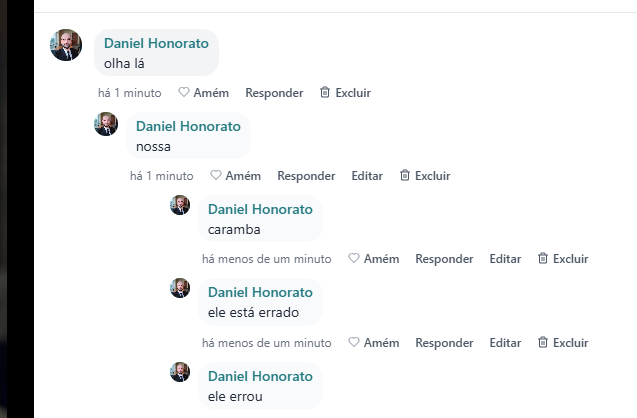 Daniel Honorato
olha lá
há 1 minuto Amém Responder Excluir
Daniel Honorato
nossa
há 1 minuto Amém Responder Editar Excluir
Daniel Honorato
caramba
há menos de um minuto Amém Responder Editar Excluir
Daniel Honorato
ele está errado
há menos de um minuto Amém Responder Editar Excluir
Daniel Honorato
ele errou